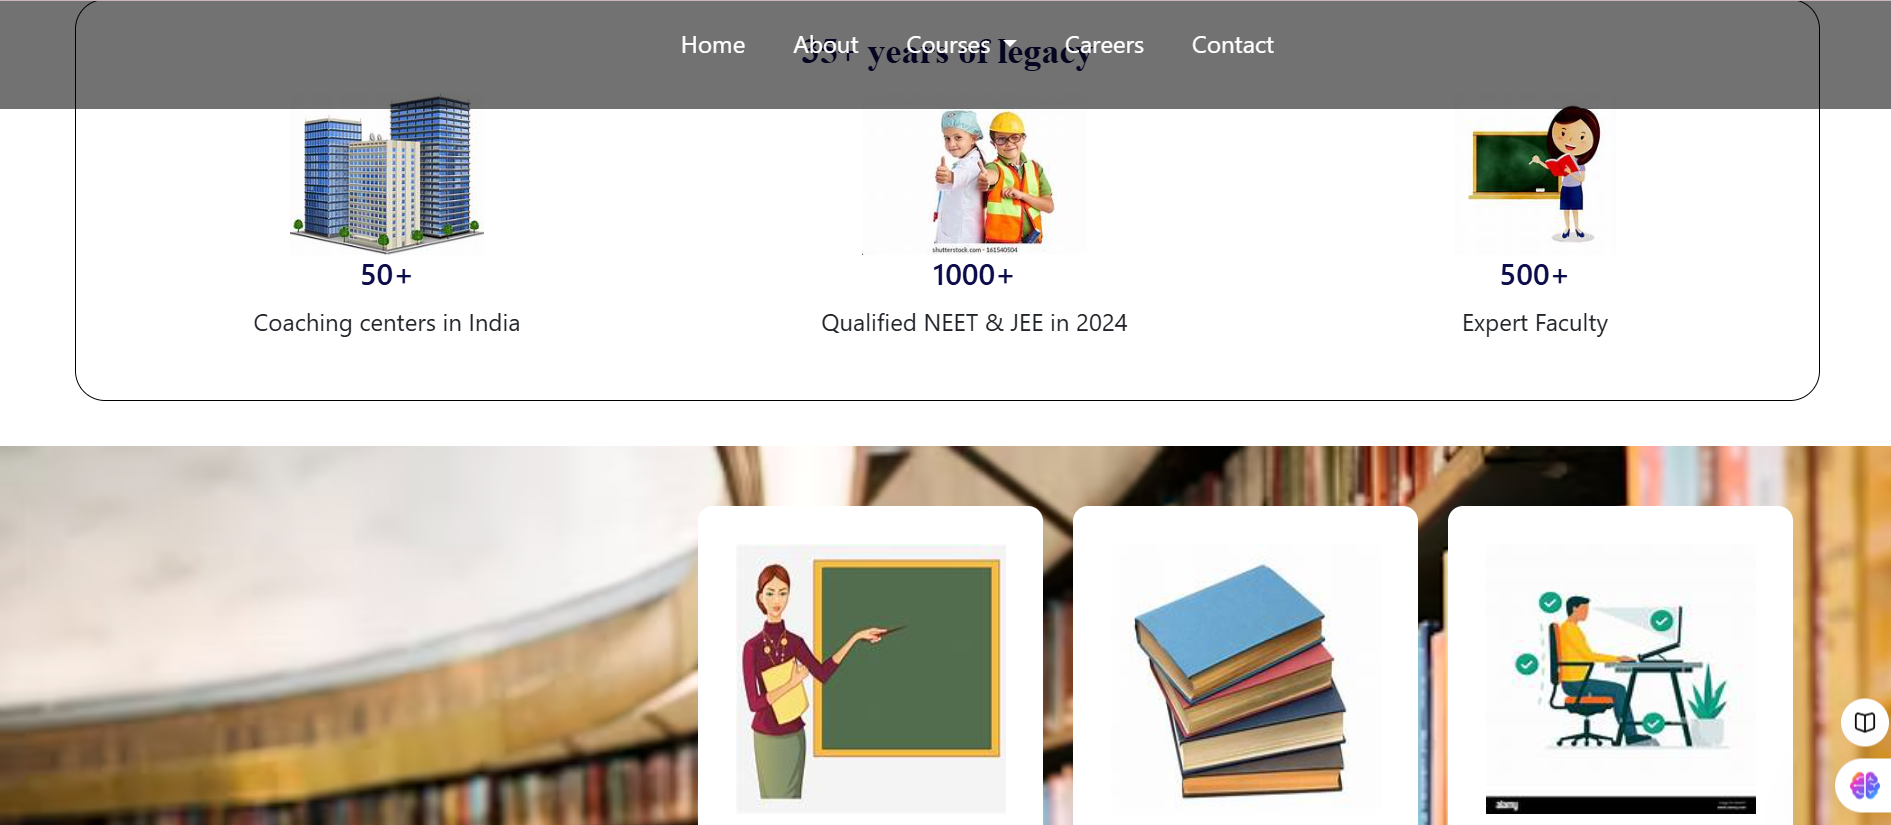 Home About Courses Careers Contact
35+ years of legacy
shutterstock.com - 161540504
50+
1000+
500+
Coaching centers in India
Qualified NEET & JEE in 2024
Expert Faculty
alamy